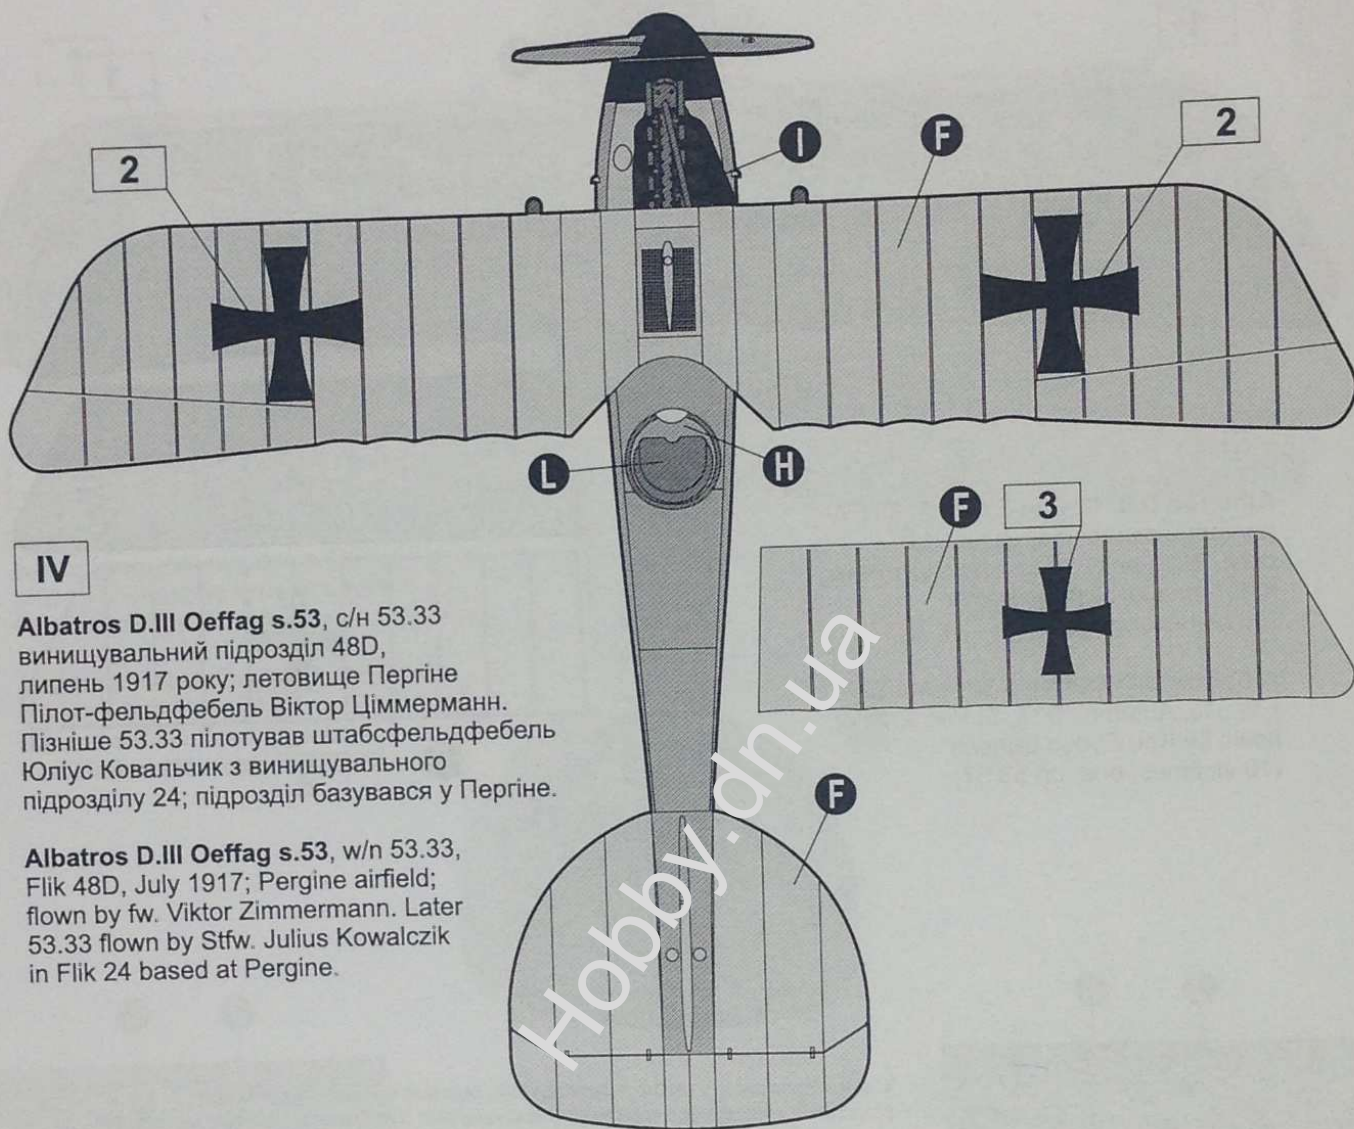 2
I
F
2
L
H
F
3
IV
Albatros D.III Oeffag s.53, с/н 53.33
винищувальний підрозділ 48D,
липень 1917 року; летовище Пергіне
Пілот-фельдфебель Віктор Ціммерманн.
Пізніше 53.33 пілотував штабсфельдфебель
Юліус Ковальчик з винищувального
підрозділу 24; підрозділ базувався у Пергіне.
F
Albatros D.III Oeffag s.53, w/n 53.33,
Flik 48D, July 1917; Pergine airfield;
flown by fw. Viktor Zimmermann. Later
53.33 flown by Stfw. Julius Kowalczik
in Flik 24 based at Pergine.
Hobby.dn.ua